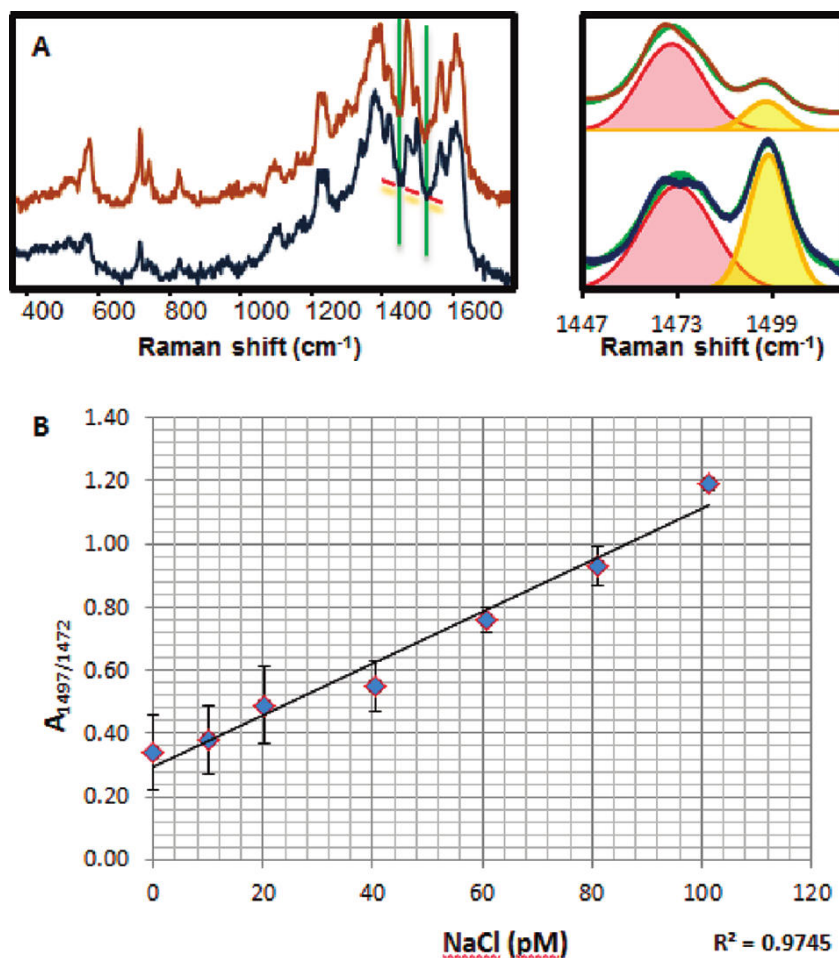 A
400 600 800 1000 1200 1400 1600
Raman shift (cm-1)
1447 1473 1499
Raman shift (cm-1)
B
1.40
1.20
1.00
0.80
0.60
0.40
0.20
0.00
A1497/1472
0 20 40 60 80 100 120
NaCl (pM)
R² = 0.9745